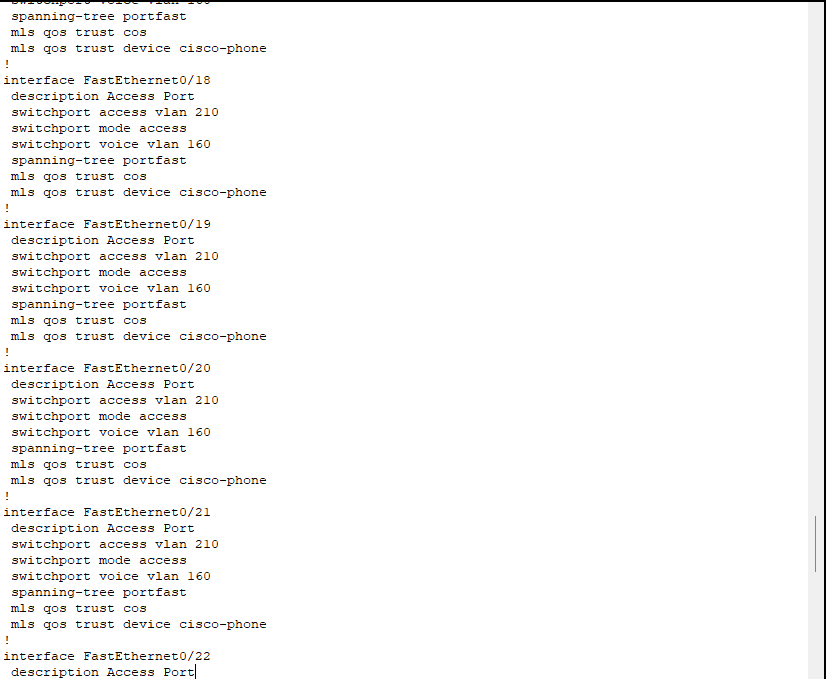 switchport voice vlan 160
spanning-tree portfast
mls qos trust cos
mls qos trust device cisco-phone
!
interface FastEthernet0/18
description Access Port
switchport access vlan 210
switchport mode access
switchport voice vlan 160
spanning-tree portfast
mls qos trust cos
mls qos trust device cisco-phone
!
interface FastEthernet0/19
description Access Port
switchport access vlan 210
switchport mode access
switchport voice vlan 160
spanning-tree portfast
mls qos trust cos
mls qos trust device cisco-phone
!
interface FastEthernet0/20
description Access Port
switchport access vlan 210
switchport mode access
switchport voice vlan 160
spanning-tree portfast
mls qos trust cos
mls qos trust device cisco-phone
!
interface FastEthernet0/21
description Access Port
switchport access vlan 210
switchport mode access
switchport voice vlan 160
spanning-tree portfast
mls qos trust cos
mls qos trust device cisco-phone
!
interface FastEthernet0/22
description Access Port